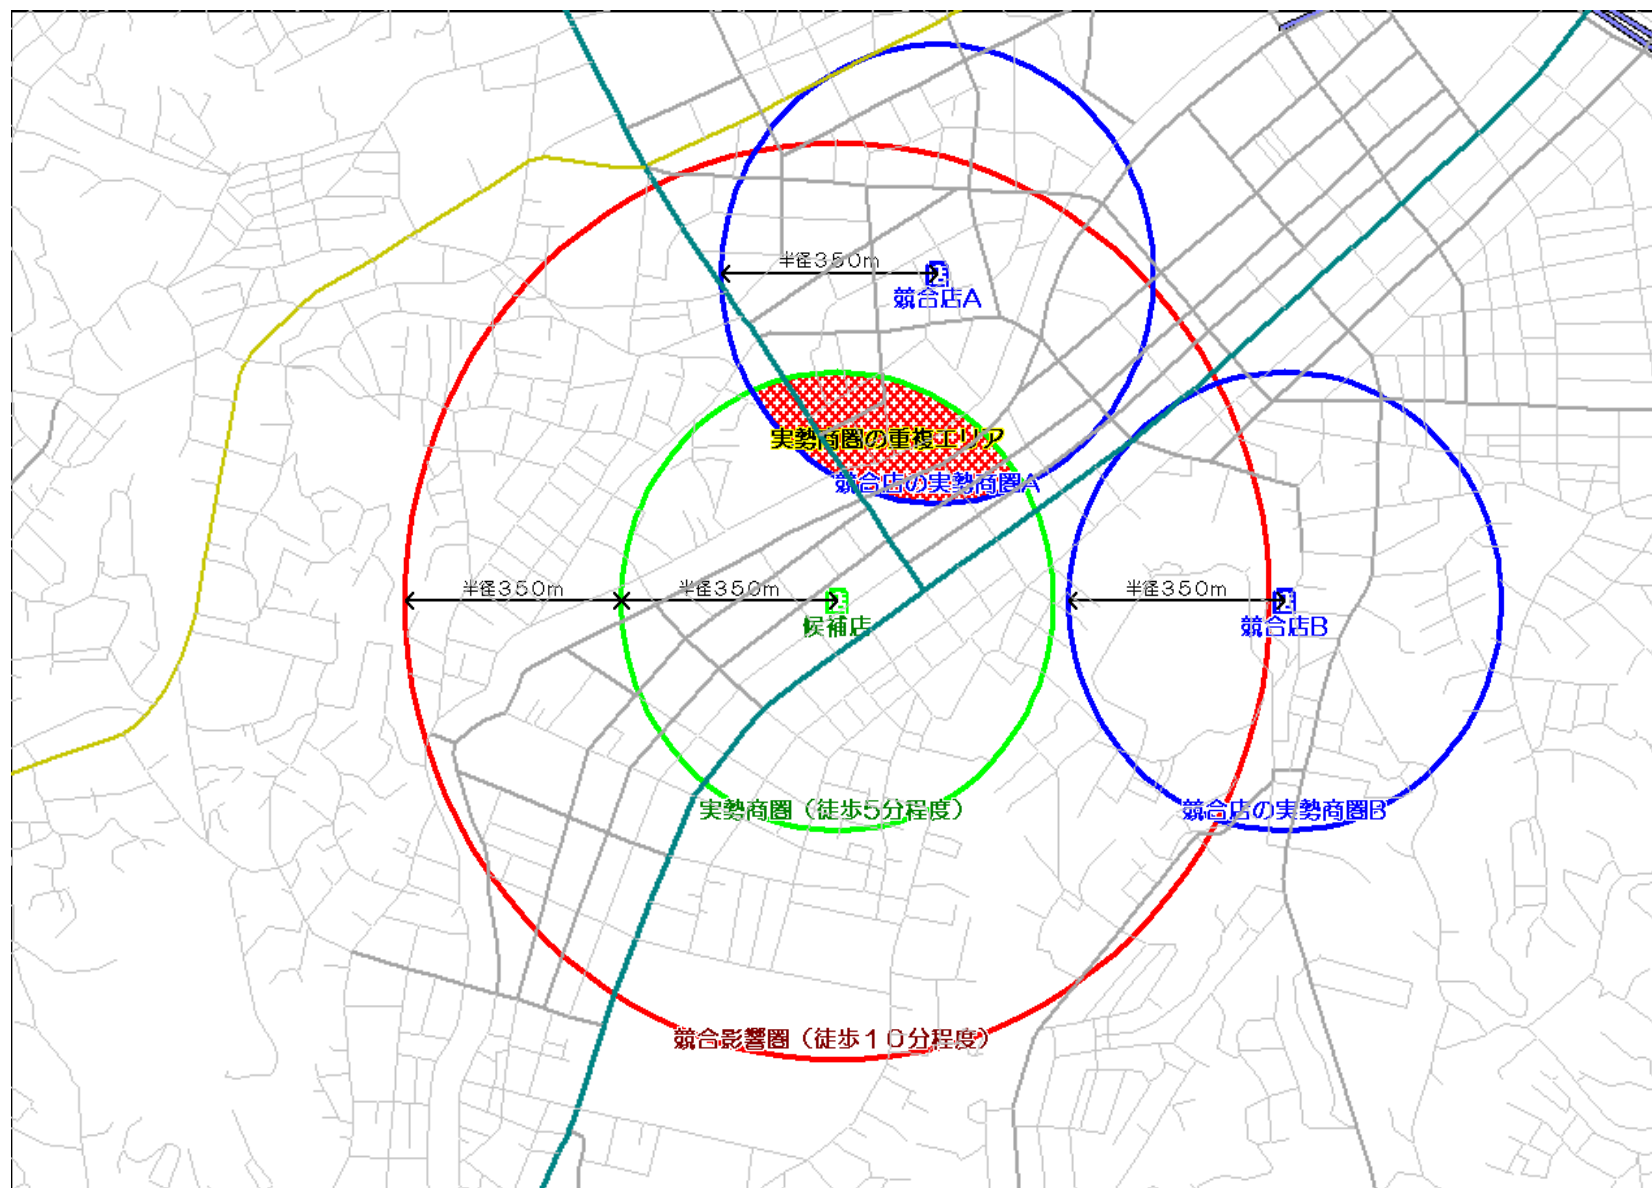 半径350m
競合店A
実勢商圏の重複エリア
競合店の実勢商圏A
半径350m
半径350m
半径350m
候補店
競合店B
実勢商圏（徒歩5分程度）
競合店の実勢商圏B
競合影響圏（徒歩１０分程度）